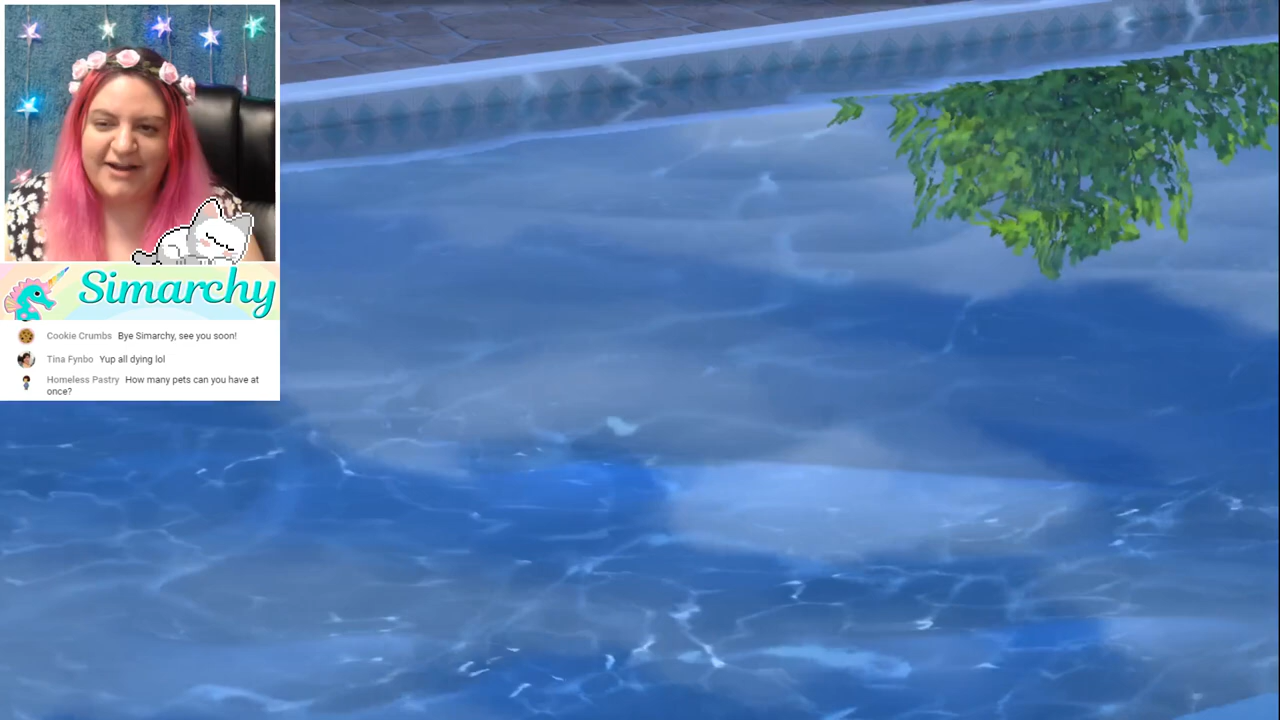 Simarchy
Cookie Crumbs Bye Simarchy, see you soon!
Tina Fynbo Yup all dying lol
Homeless Pastry How many pets can you have at
once?